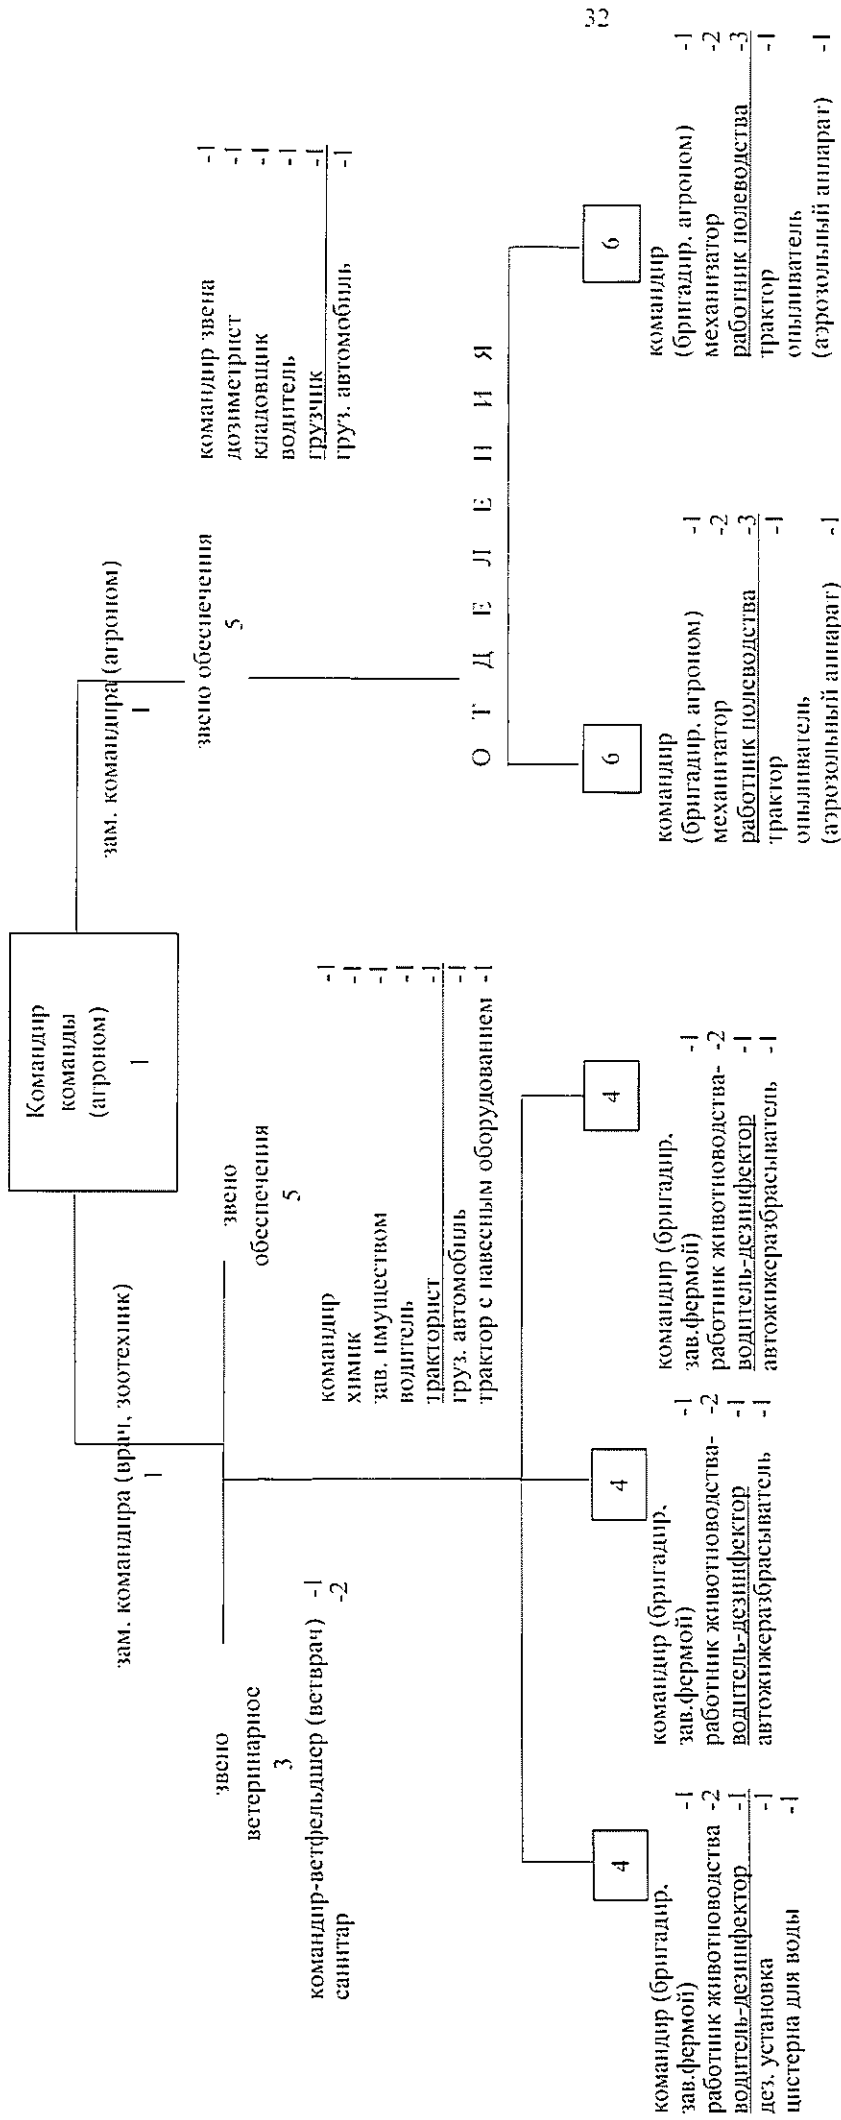 32
Командир
команды
(агроном)
1
зам. командира (врач, зоотехник)
1
зам. командира (агроном)
1
звено
ветеринарное
3
командир-ветфельдшер (ветврач) -1
санитар -2
звено
обеспечения
5
командир -1
химик -1
зав. имуществом -1
водитель -1
тракторист -1
груз. автомобиль -1
трактор с навесным оборудованием -1
звено обеспечения
5
командир звена -1
дозиметрист -1
кладовщик -1
водитель -1
грузчик -1
груз. автомобиль -1
О Т Д Е Л Е Н И Я
4
командир (бригадир,
зав.фермой) -1
работник животноводства -2
водитель-дезинфектор -1
дез. установка -1
цистерна для воды -1
4
командир (бригадир,
зав.фермой) -1
работник животноводства- -2
водитель-дезинфектор -1
автожижеразбрасыватель -1
4
командир (бригадир,
зав.фермой) -1
работник животноводства- -2
водитель-дезинфектор -1
автожижеразбрасыватель -1
6
командир
(бригадир, агроном) -1
механизатор -2
работник полеводства -3
трактор -1
опыливатель
(аэрозольный аппарат) -1
6
командир
(бригадир, агроном) -1
механизатор -2
работник полеводства -3
трактор -1
опыливатель
(аэрозольный аппарат) -1